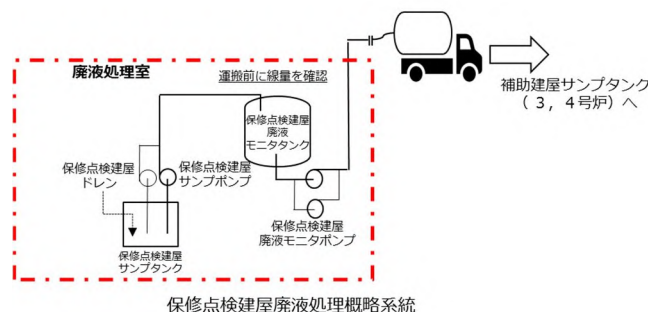 廃液処理室
運搬前に線量を確認
補助建屋サンプタンク
（３，４号炉）へ
保修点検建屋
廃液
モニタタンク
保修点検建屋
ドレン
保修点検建屋
サンプポンプ
保修点検建屋
廃液モニタポンプ
保修点検建屋
サンプタンク
保修点検建屋廃液処理概略系統